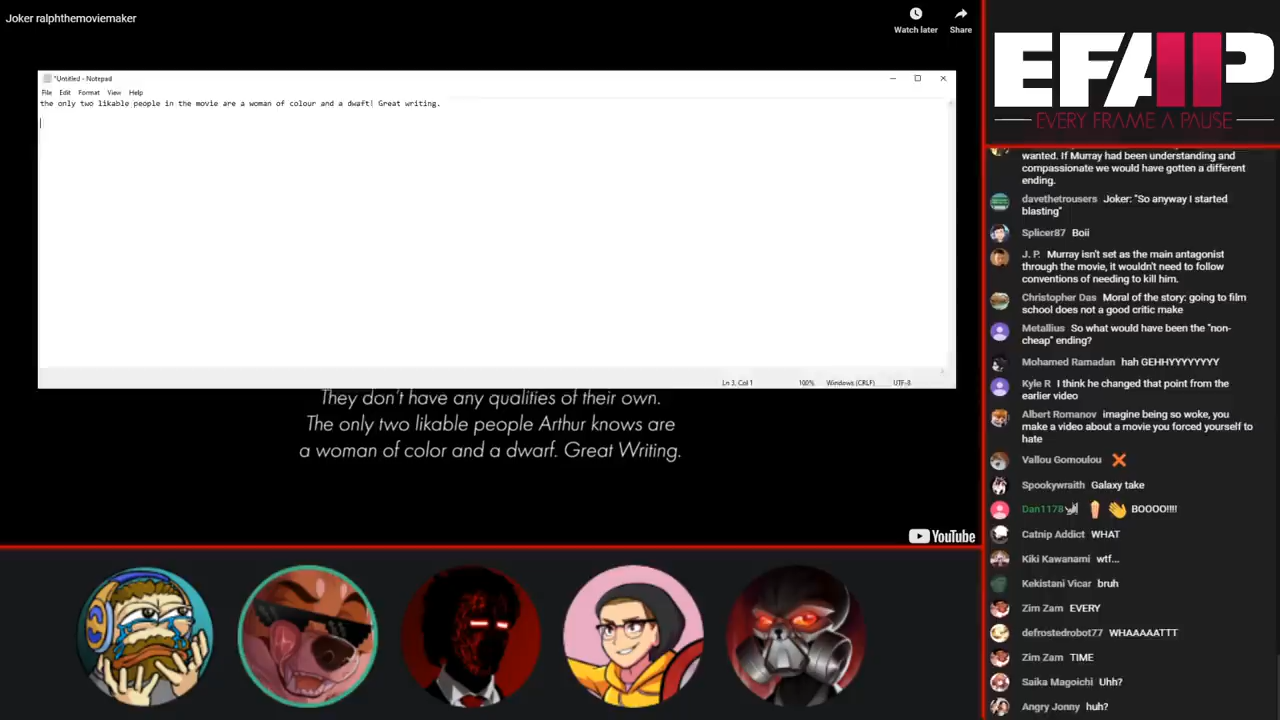 Joker ralphthemoviemaker
Watch later
Share
*Untitled - Notepad
File Edit Format View Help
the only two likable people in the movie are a woman of colour and a dwaft| Great writing.
Ln 3, Col 1 100% Windows (CRLF) UTF-8
They don't have any qualities of their own.
The only two likable people Arthur knows are
a woman of color and a dwarf. Great Writing.
YouTube
EFAP
EVERY FRAME A PAUSE
wanted. If Murray had been understanding and
compassionate we would have gotten a different
ending.
davethetrousers Joker: "So anyway I started
blasting"
Splicer87 Boii
J. P. Murray isn't set as the main antagonist
through the movie, it wouldn't need to follow
conventions of needing to kill him.
Christopher Das Moral of the story: going to film
school does not a good critic make
Metallius So what would have been the "non-
cheap" ending?
Mohamed Ramadan hah GEHHYYYYYYY
Kyle R I think he changed that point from the
earlier video
Albert Romanov imagine being so woke, you
make a video about a movie you forced yourself to
hate
Vallou Gomoulou
Spookywraith Galaxy take
Dan1178 BOOOO!!!!
Catnip Addict WHAT
Kiki Kawanami wtf...
Kekistani Vicar bruh
Zim Zam EVERY
defrostedrobot77 WHAAAAATTT
Zim Zam TIME
Saika Magoichi Uhh?
Angry Jonny huh?